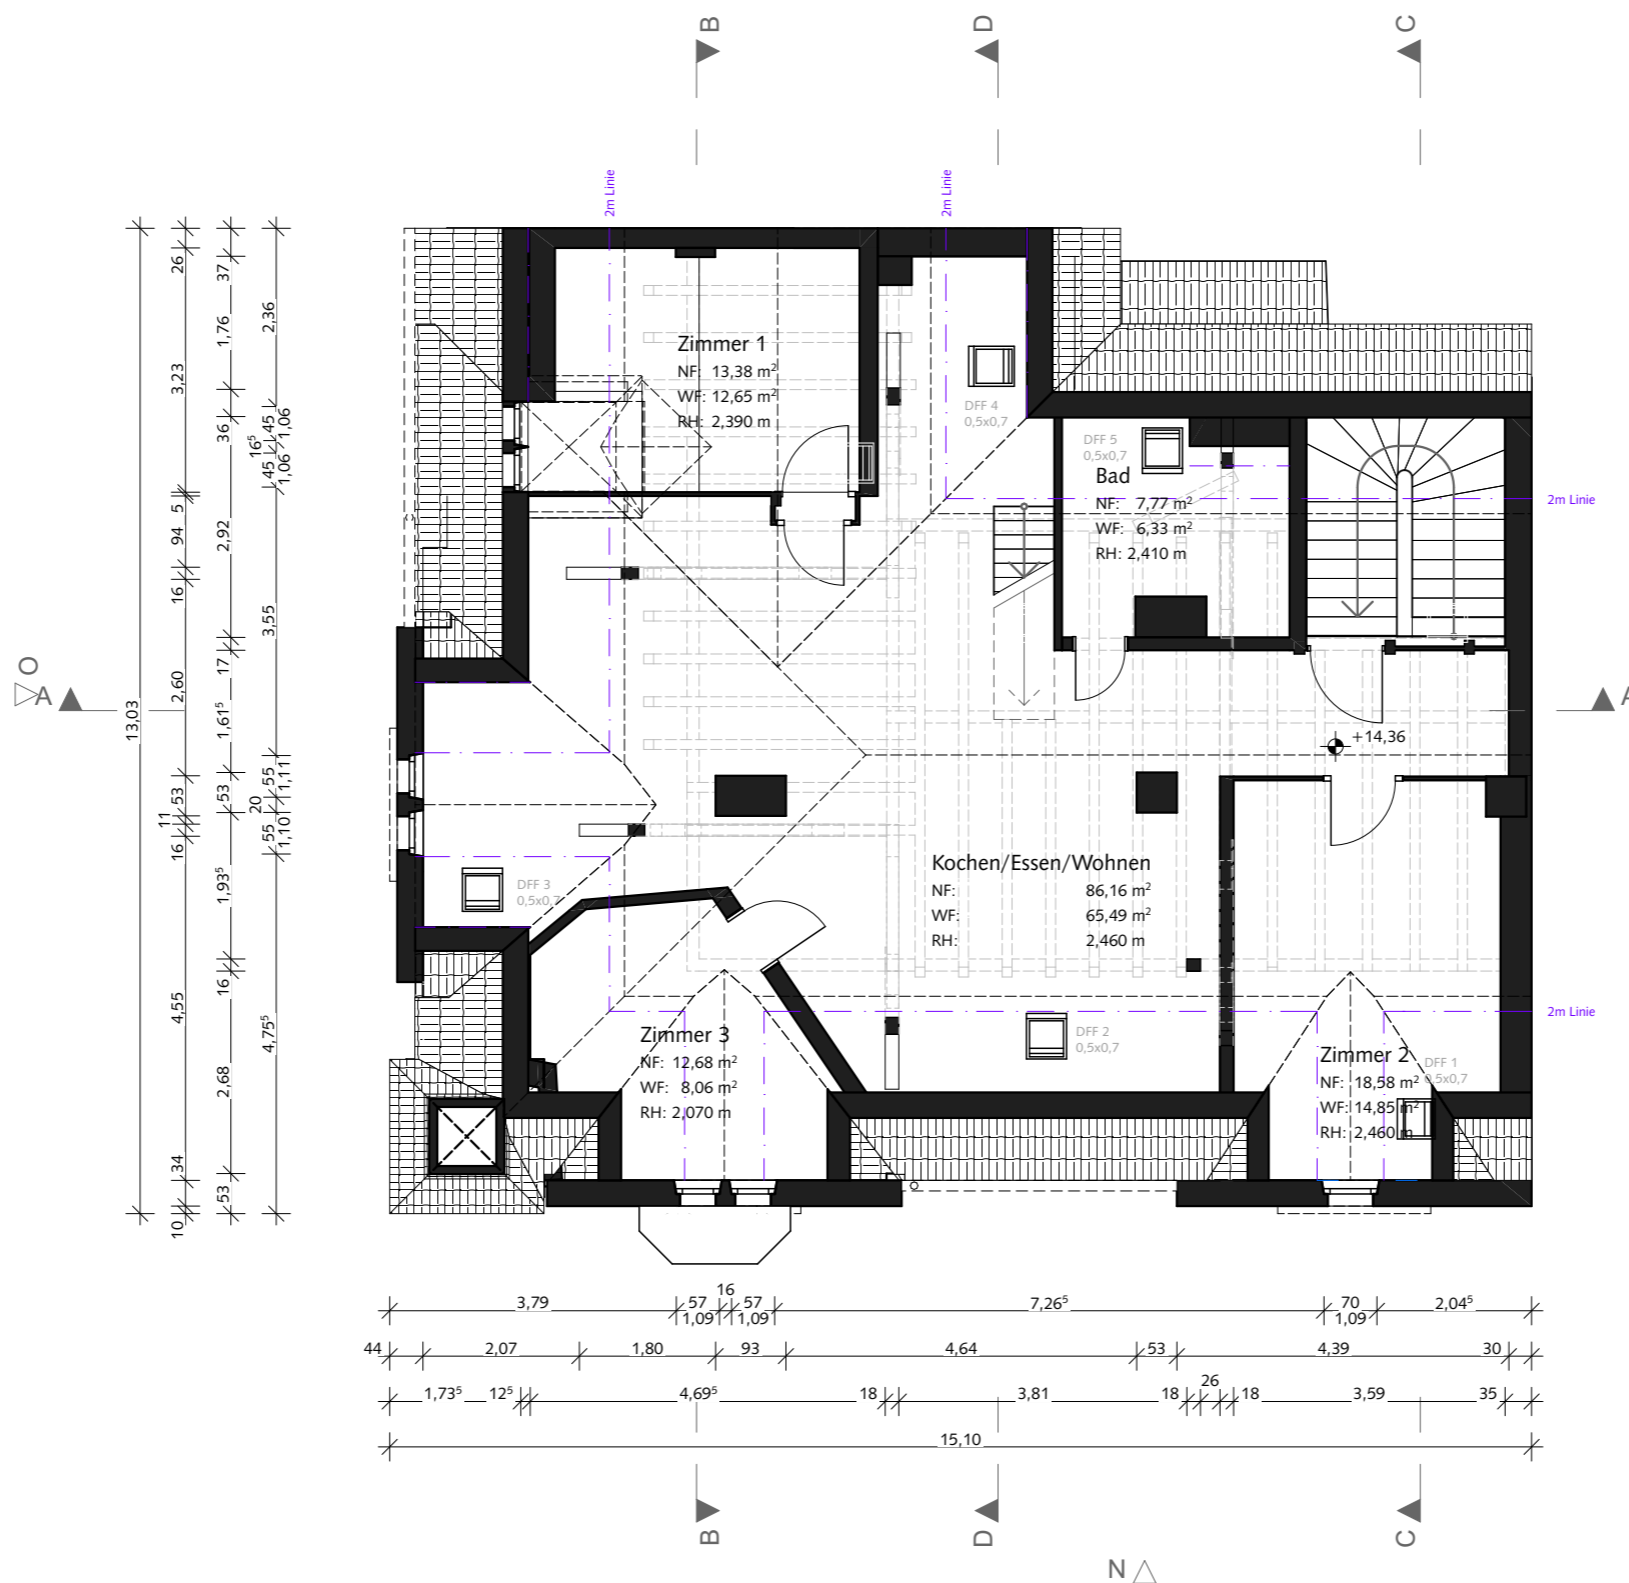 B
D
C
2m Linie
2m Linie
26
37
2,36
1,76
3,23
36
16⁵
45
1,06
45
1,06
5
94
2,92
16
3,55
17
2,60
1,61⁵
13,03
55
1,11
53
53
20
11
16
55
1,10
1,93⁵
16
4,55
4,75⁵
2,68
34
53
10
O
A
A
Zimmer 1
NF: 13,38 m²
WF: 12,65 m²
RH: 2,390 m
DFF 4
0,5x0,7
DFF 5
0,5x0,7
Bad
NF: 7,77 m²
WF: 6,33 m²
RH: 2,410 m
2m Linie
+14,36
Kochen/Essen/Wohnen
NF: 86,16 m²
WF: 65,49 m²
RH: 2,460 m
DFF 3
0,5x0,7
2m Linie
Zimmer 3
NF: 12,68 m²
WF: 8,06 m²
RH: 2,070 m
DFF 2
0,5x0,7
Zimmer 2
NF: 18,58 m²
WF: 14,85 m²
RH: 2,460 m
DFF 1
0,5x0,7
3,79 57 16 57 7,26⁵ 70 2,04⁵
1,09 1,09 1,09
44 2,07 1,80 93 4,64 53 4,39 30
1,73⁵ 12⁵ 4,69⁵ 18 3,81 18 26 18 3,59 35
15,10
B
D
C
N